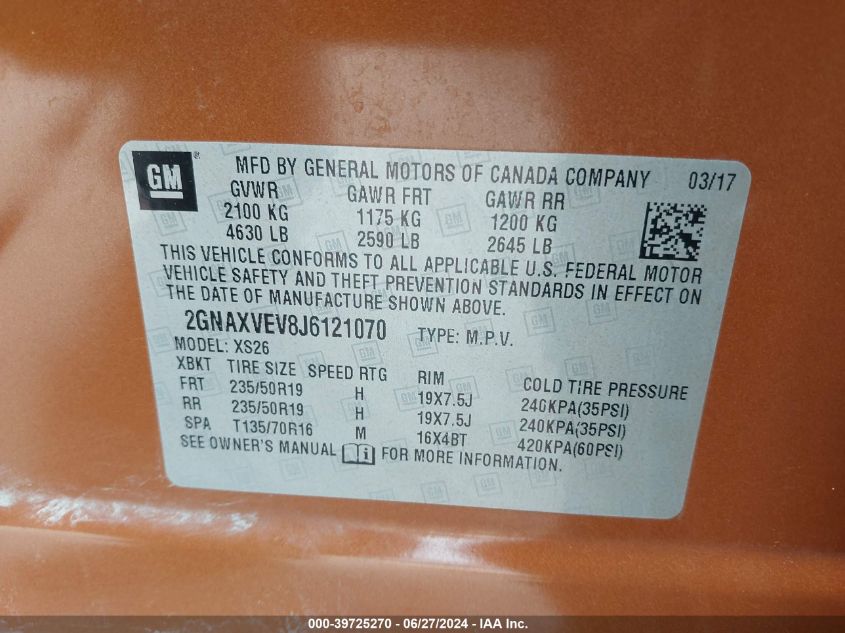 GM
MFD BY GENERAL MOTORS OF CANADA COMPANY 03/17
GVWR GAWR FRT GAWR RR
2100 KG 1175 KG 1200 KG
4630 LB 2590 LB 2645 LB
THIS VEHICLE CONFORMS TO ALL APPLICABLE U.S. FEDERAL MOTOR
VEHICLE SAFETY AND THEFT PREVENTION STANDARDS IN EFFECT ON
THE DATE OF MANUFACTURE SHOWN ABOVE.
2GNAXVEV8J6121070 TYPE: M.P.V.
MODEL: XS26
XBKT TIRE SIZE SPEED RTG RIM COLD TIRE PRESSURE
FRT 235/50R19 H 19X7.5J 240KPA(35PSI)
RR 235/50R19 H 19X7.5J 240KPA(35PSI)
SPA T135/70R16 M 16X4BT 420KPA(60PSI)
SEE OWNER'S MANUAL i FOR MORE INFORMATION.
000-39725270 - 06/27/2024 - IAA Inc.